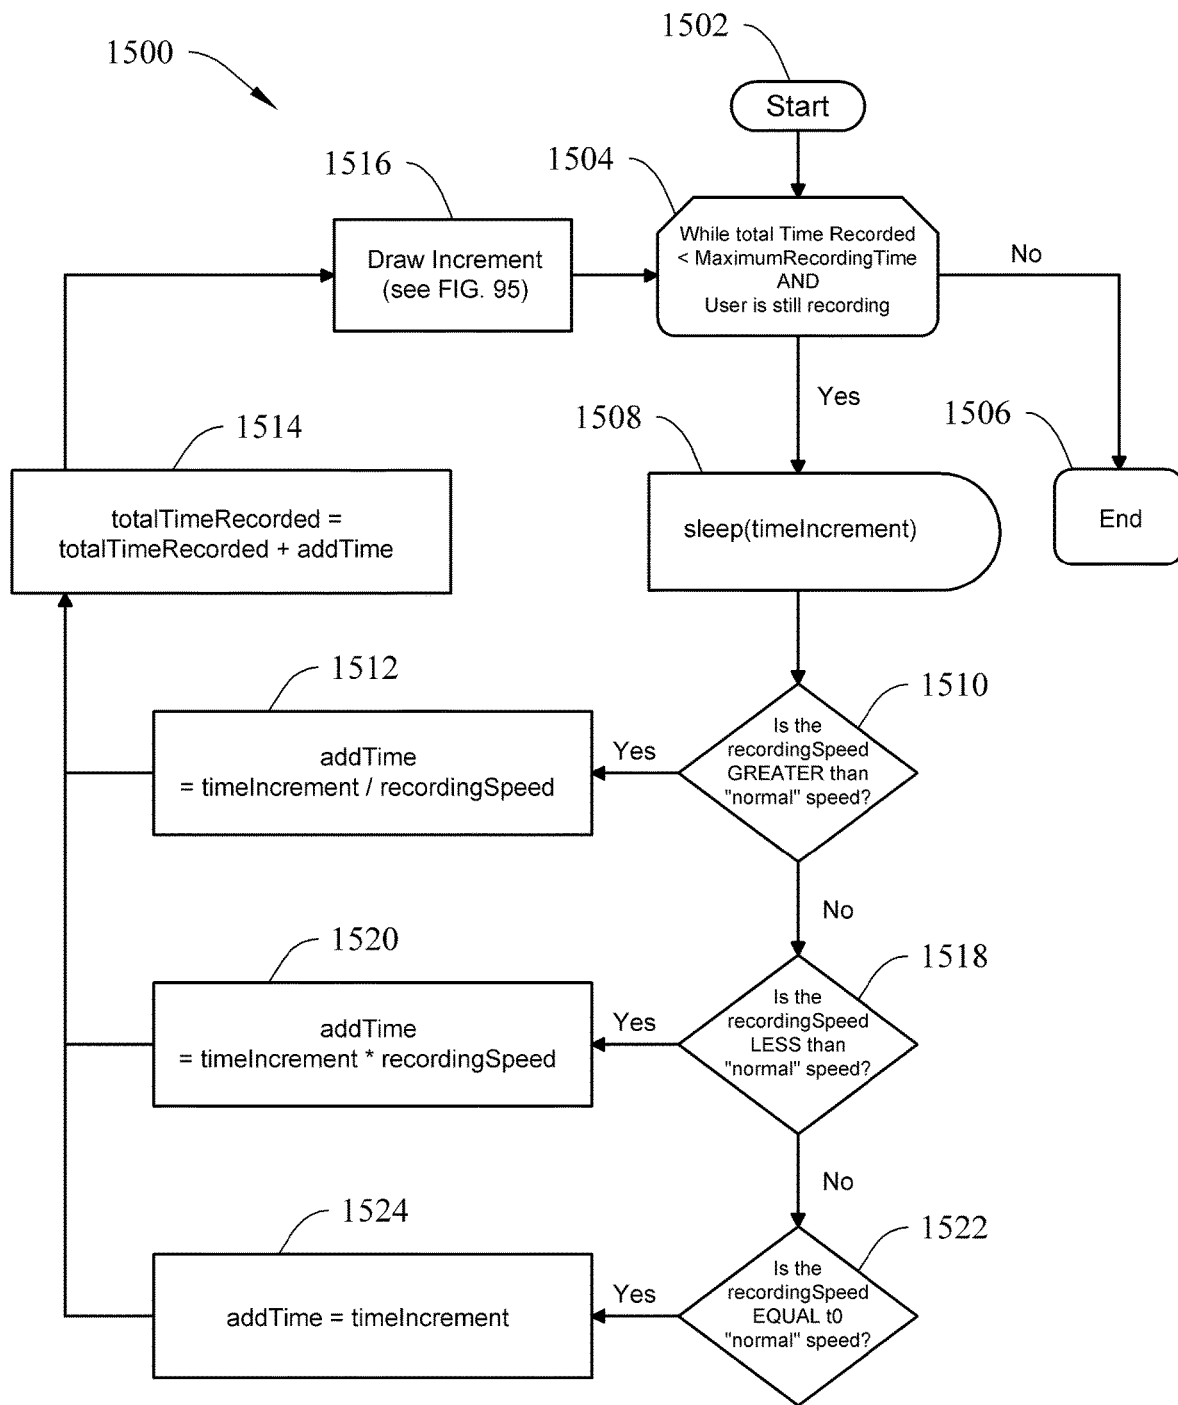 1500
1502
Start
1516
1504
Draw Increment
(see FIG. 95)
While total Time Recorded
< MaximumRecordingTime
AND
User is still recording
No
Yes
1514
1508
1506
totalTimeRecorded =
totalTimeRecorded + addTime
sleep(timeIncrement)
End
1512
1510
addTime
= timeIncrement / recordingSpeed
Yes
Is the
recordingSpeed
GREATER than
"normal" speed?
No
1520
1518
addTime
= timeIncrement * recordingSpeed
Yes
Is the
recordingSpeed
LESS than
"normal" speed?
No
1524
1522
addTime = timeIncrement
Yes
Is the
recordingSpeed
EQUAL t0
"normal" speed?